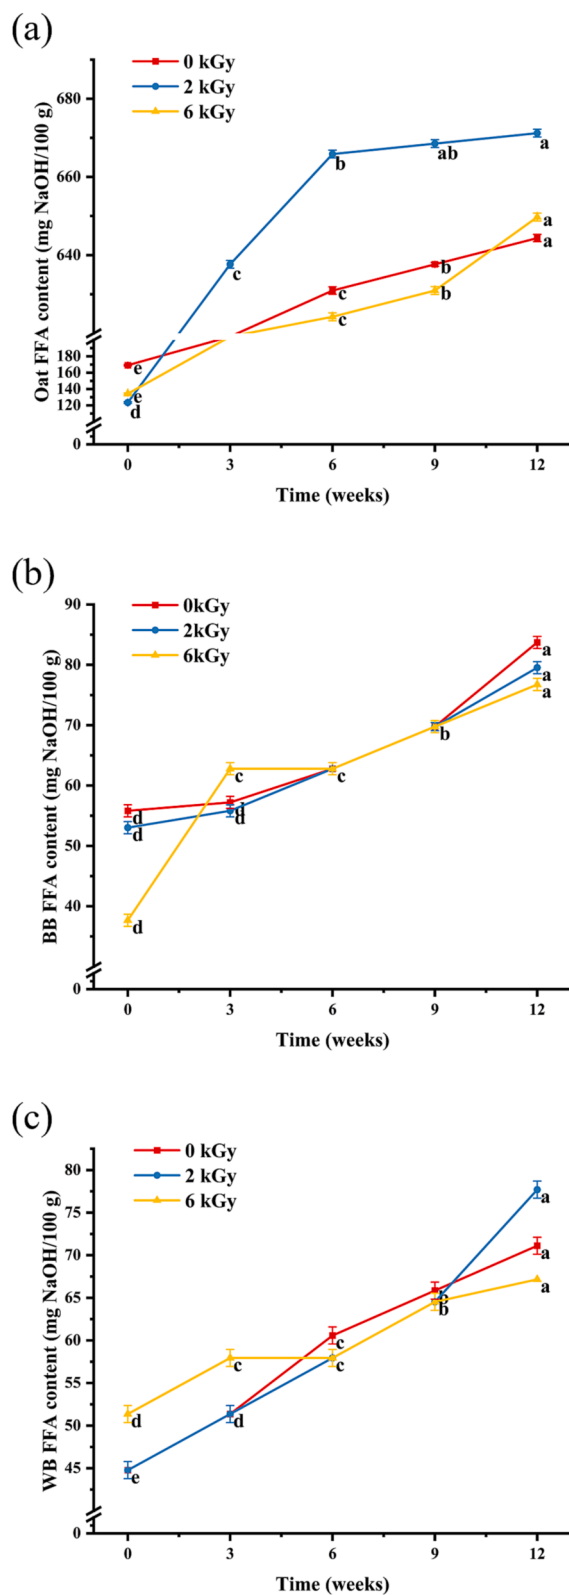 (a)
0 kGy
2 kGy
6 kGy
Oat FFA content (mg NaOH/100 g)
680
660
640
180
160
140
120
0
b
ab
a
c
a
a
c
b
b
c
e
e
d
0
3
6
9
12
Time (weeks)
(b)
0kGy
2kGy
6kGy
BB FFA content (mg NaOH/100 g)
90
80
70
60
50
40
0
a
a
a
b
c
c
d
d
d
d
d
0
3
6
9
12
Time (weeks)
(c)
0 kGy
2 kGy
6 kGy
WB FFA content (mg NaOH/100 g)
75
70
65
60
55
50
45
0
a
a
a
b
b
c
c
c
d
d
e
0
3
6
9
12
Time (weeks)